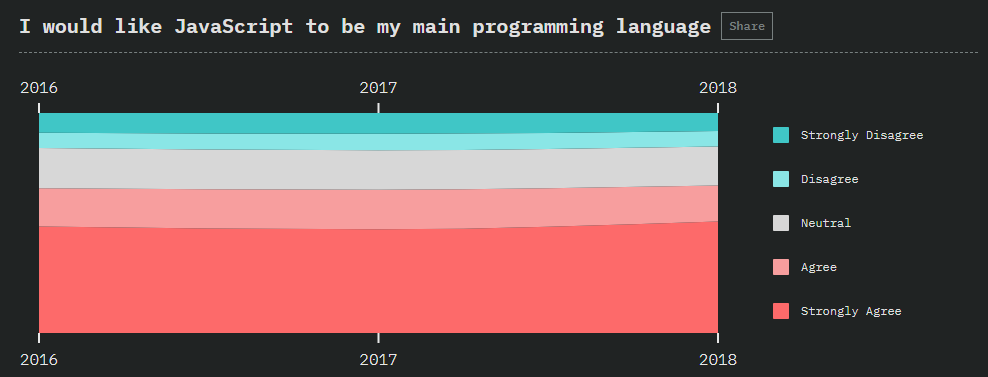 I would like JavaScript to be my main programming language Share
2016 2017 2018
Strongly Disagree
Disagree
Neutral
Agree
Strongly Agree
2016 2017 2018